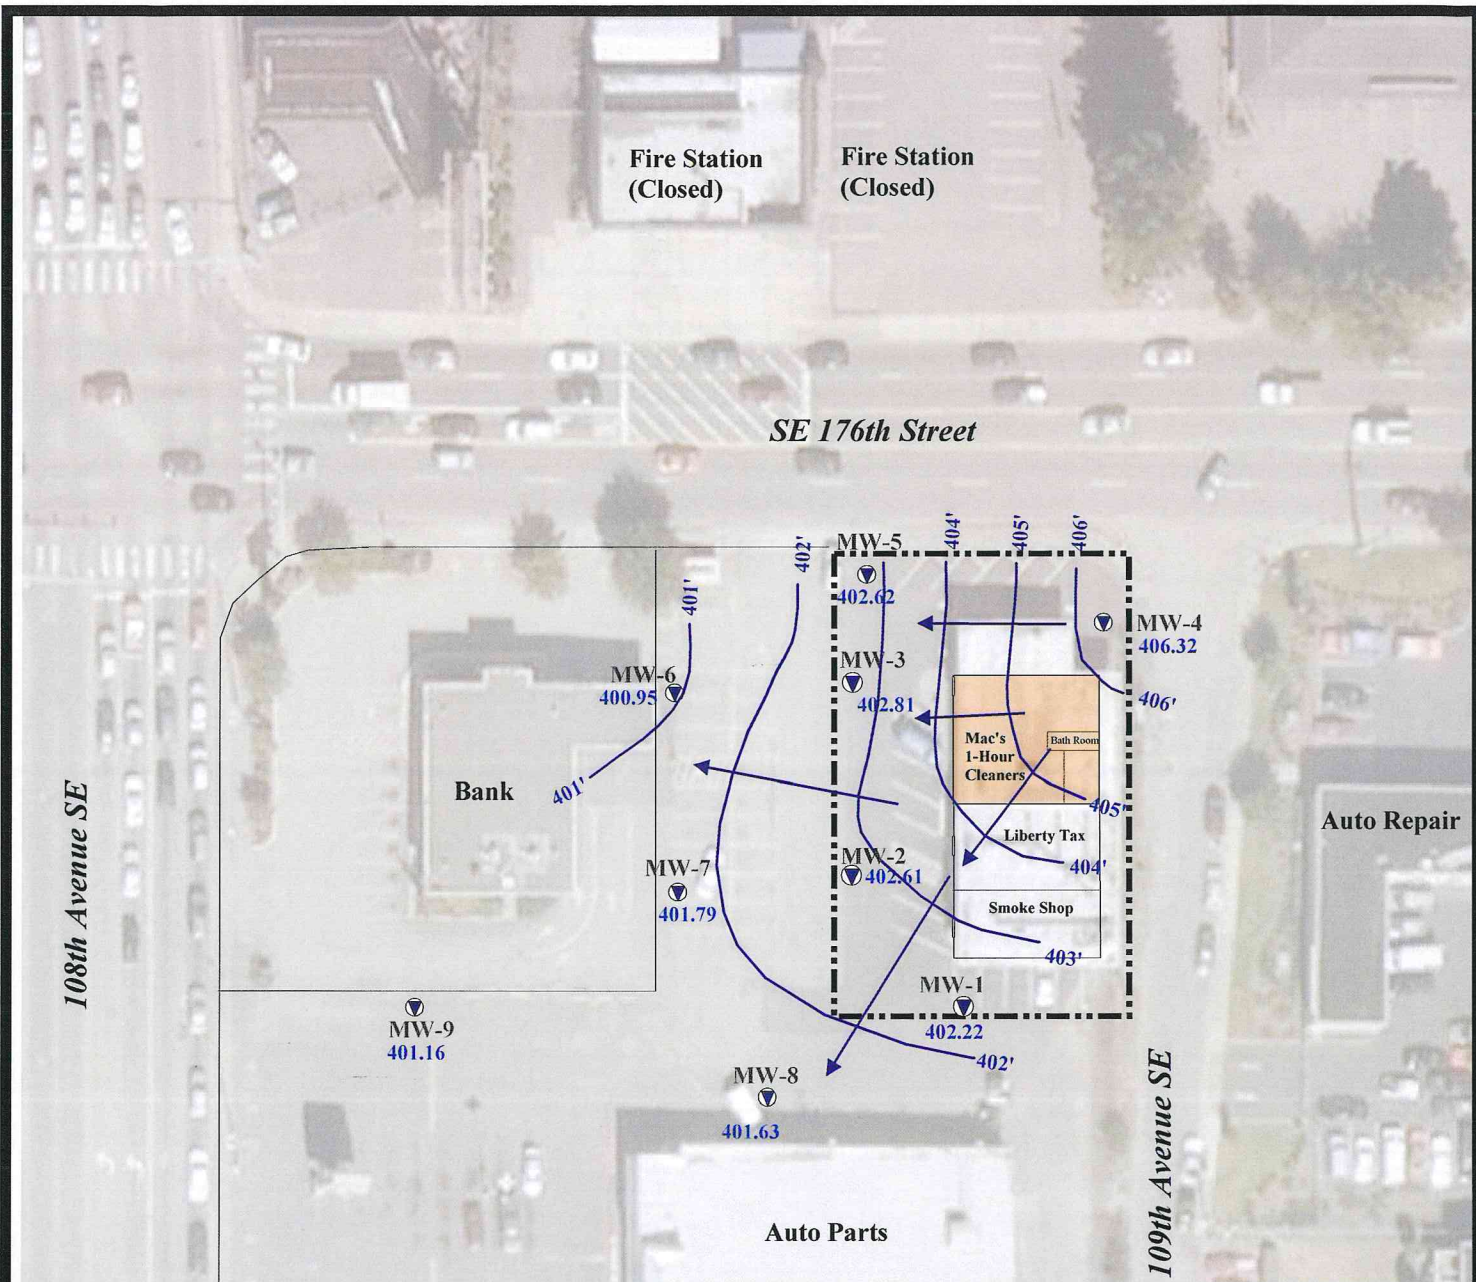 Fire Station
(Closed)
Fire Station
(Closed)
SE 176th Street
404'
405'
406'
402'
MW-5
402.62
401'
MW-4
406.32
MW-3
402.81
MW-6
400.95
406'
Mac's
1-Hour
Cleaners
Bath Room
Bank
401'
405'
Auto Repair
Liberty Tax
404'
MW-2
402.61
MW-7
401.79
Smoke Shop
403'
108th Avenue SE
MW-1
402.22
MW-9
401.16
402'
MW-8
401.63
109th Avenue SE
Auto Parts